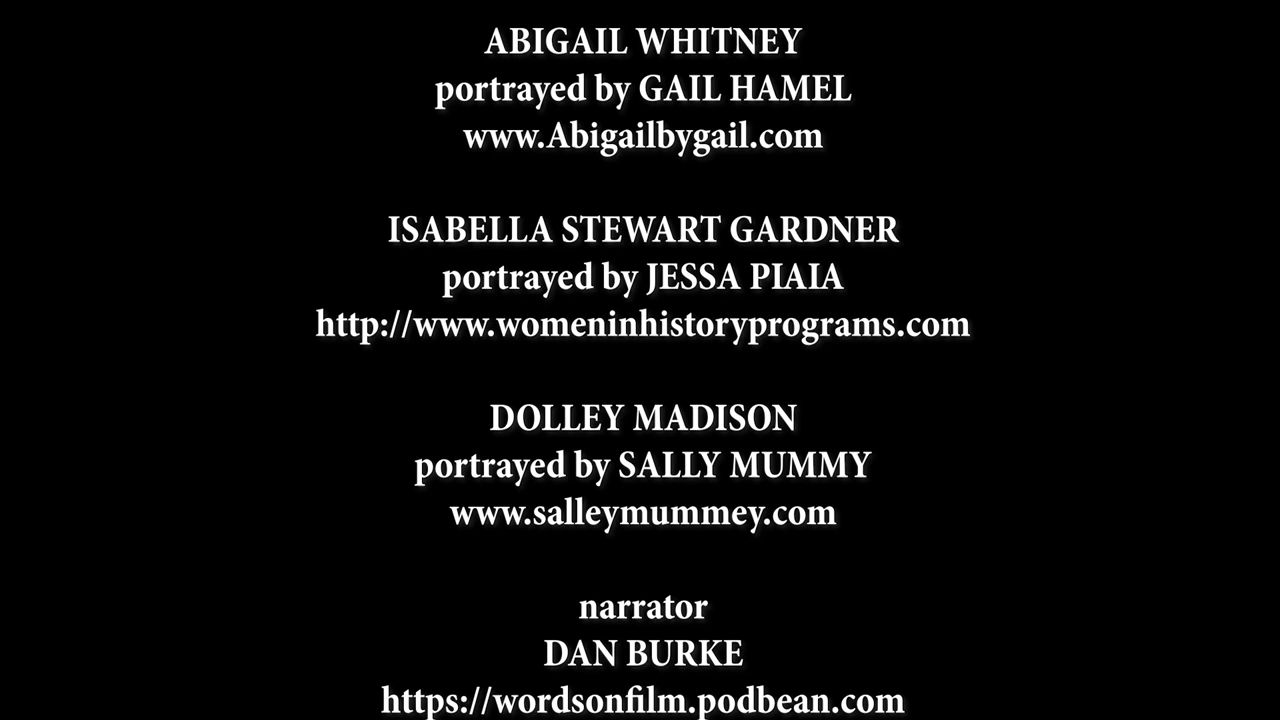 ABIGAIL WHITNEY
portrayed by GAIL HAMEL
www.Abigailbygail.com
ISABELLA STEWART GARDNER
portrayed by JESSA PIAIA
http://www.womeninhistoryprograms.com
DOLLEY MADISON
portrayed by SALLY MUMMY
www.salleymummey.com
narrator
DAN BURKE
https://wordsonfilm.podbean.com